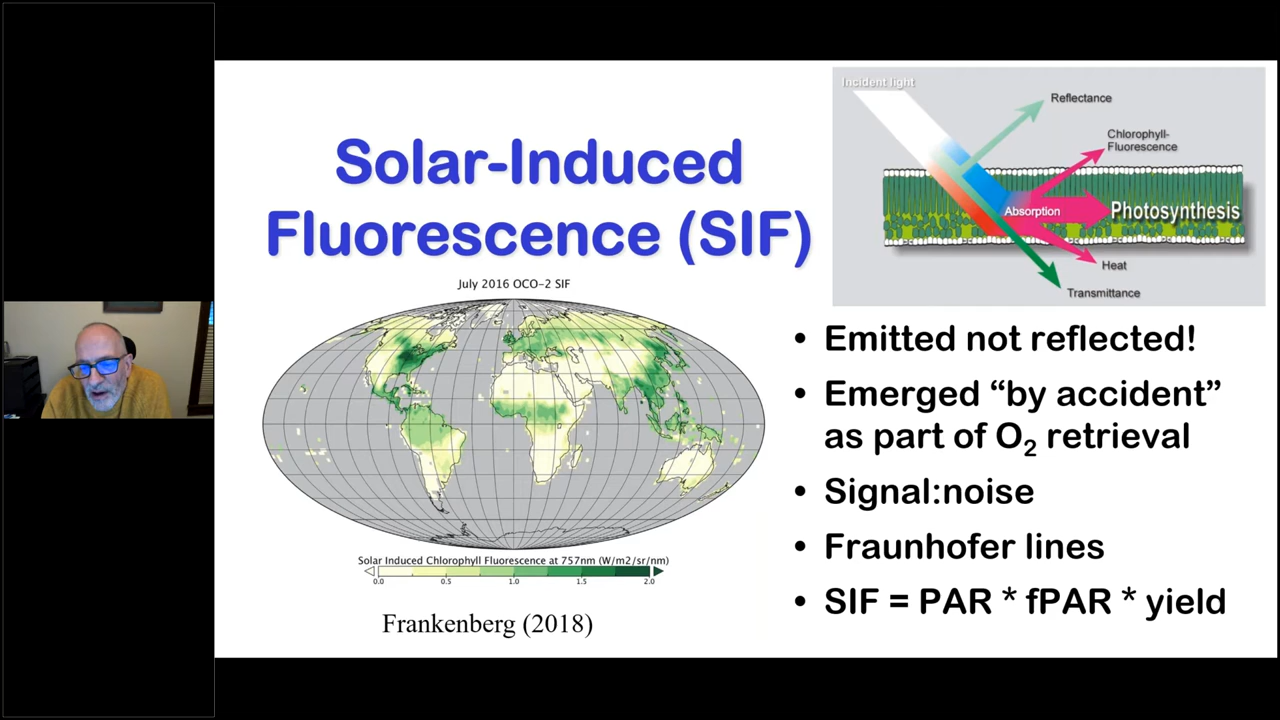 Solar-Induced
Fluorescence (SIF)
July 2016 OCO-2 SIF
Solar Induced Chlorophyll Fluorescence at 757nm (W/m2/sr/nm)
0.0 0.5 1.0 1.5 2.0
Frankenberg (2018)
Incident light
Reflectance
Chlorophyll-
Fluorescence
Absorption
Photosynthesis
Heat
Transmittance
• Emitted not reflected!
• Emerged “by accident”
as part of O2 retrieval
• Signal:noise
• Fraunhofer lines
• SIF = PAR * fPAR * yield